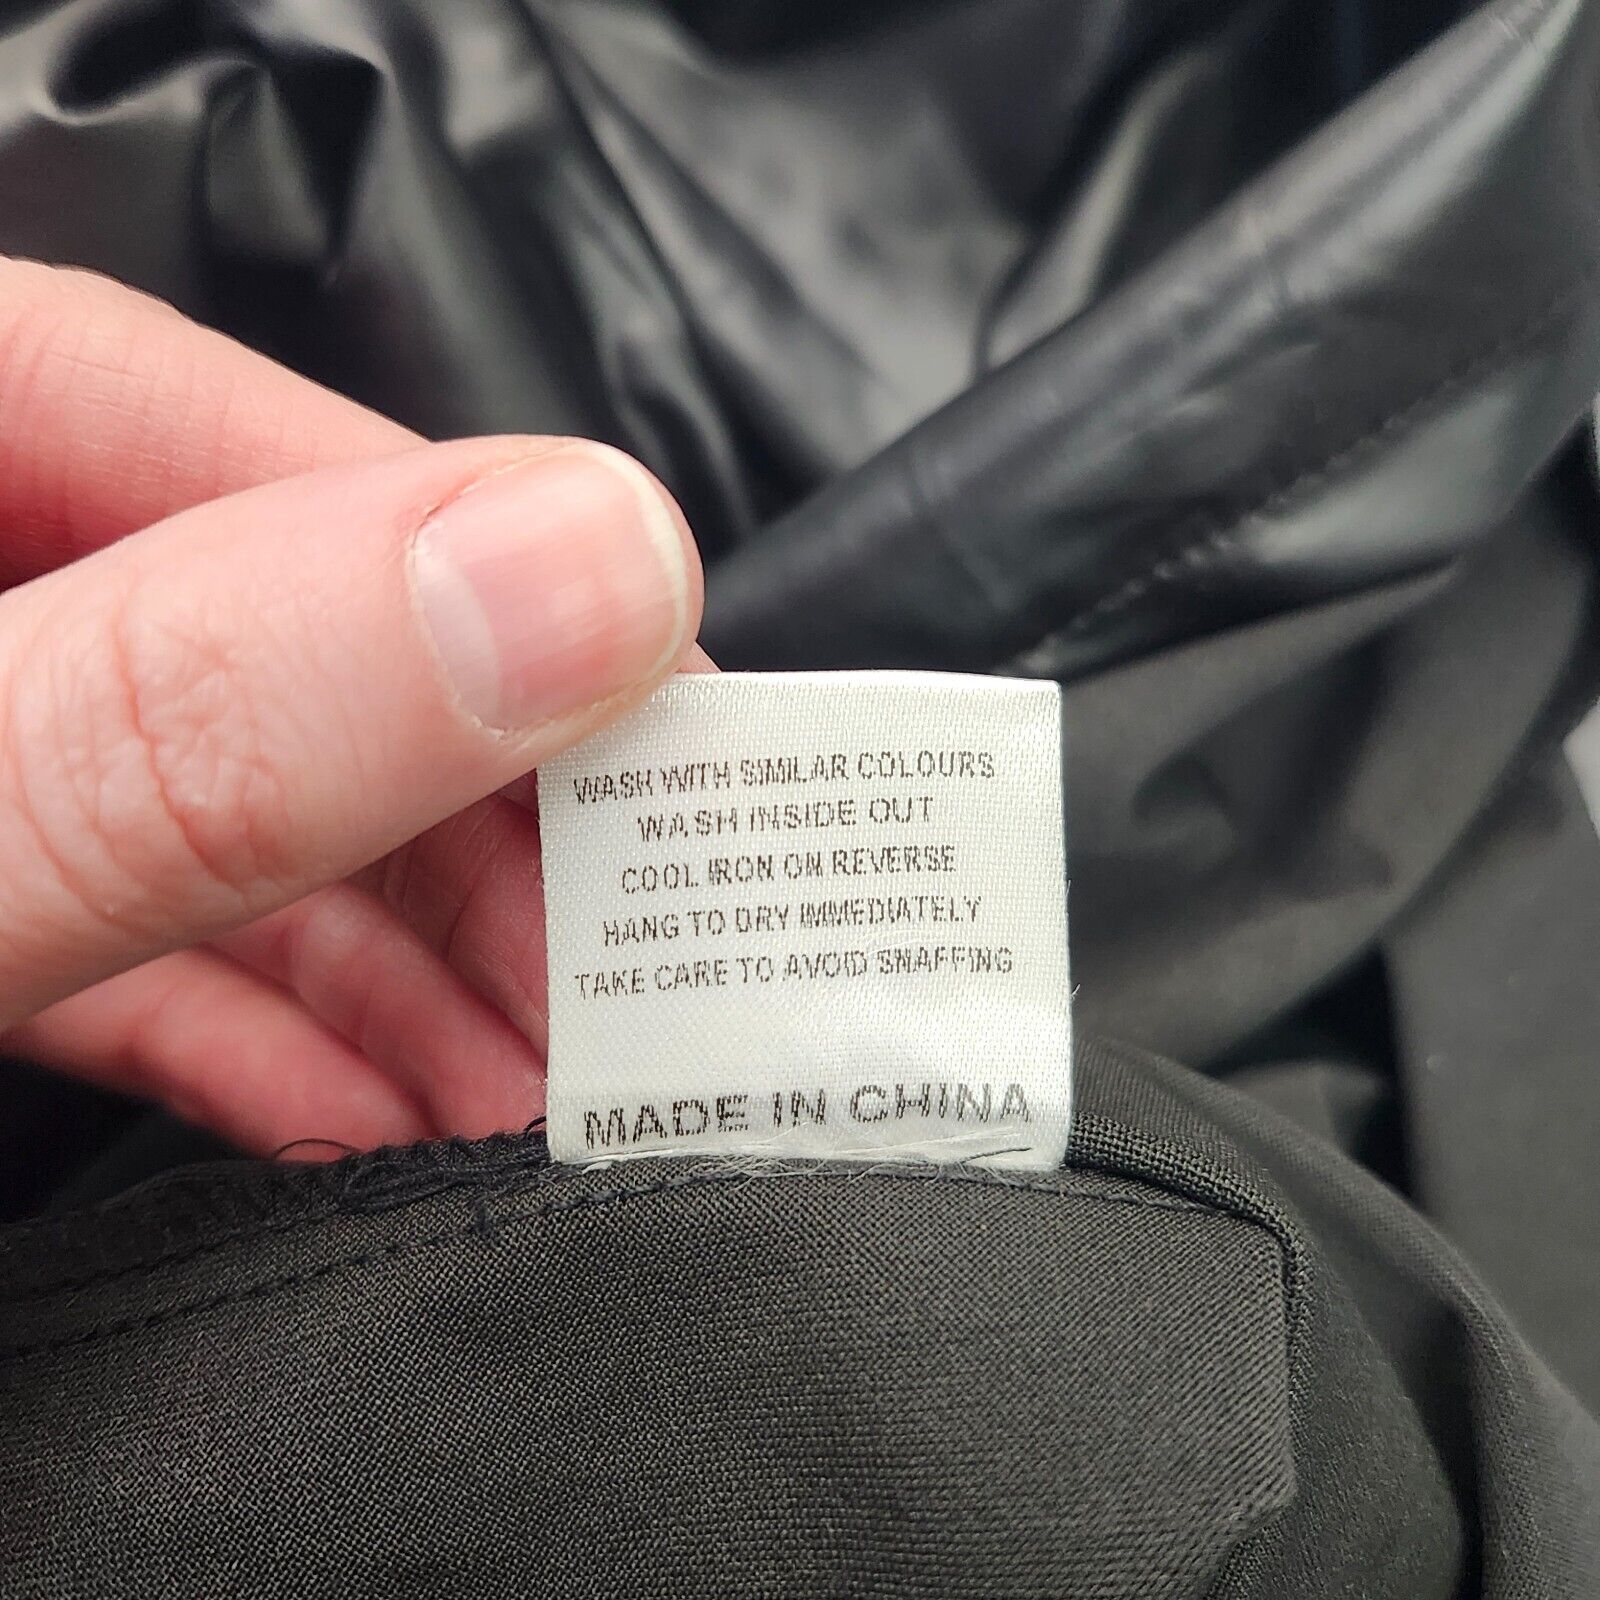 WASH WITH SIMILAR COLOURS
WASH INSIDE OUT
COOL IRON ON REVERSE
HANG TO DRY IMMEDIATELY
TAKE CARE TO AVOID SNAFFING
MADE IN CHINA